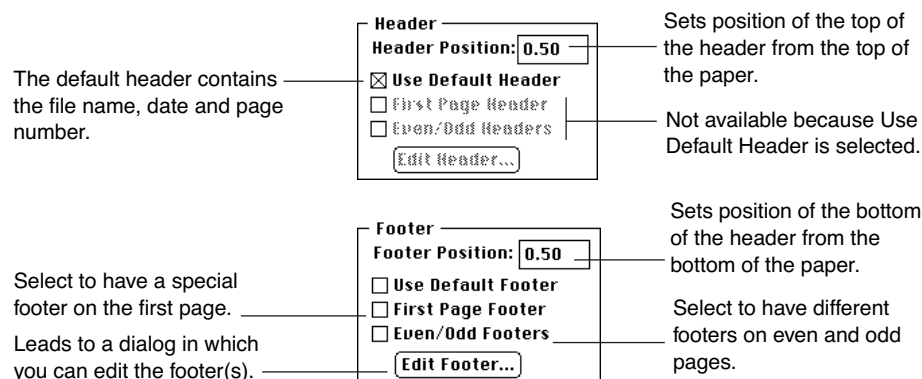 Header
Header Position: 0.50
Use Default Header
First Page Header
Even/Odd Headers
Edit Header...
The default header contains
the file name, date and page
number.
Sets position of the top of
the header from the top of
the paper.
Not available because Use
Default Header is selected.
Footer
Footer Position: 0.50
Use Default Footer
First Page Footer
Even/Odd Footers
Edit Footer...
Select to have a special
footer on the first page.
Leads to a dialog in which
you can edit the footer(s).
Sets position of the bottom
of the header from the
bottom of the paper.
Select to have different
footers on even and odd
pages.